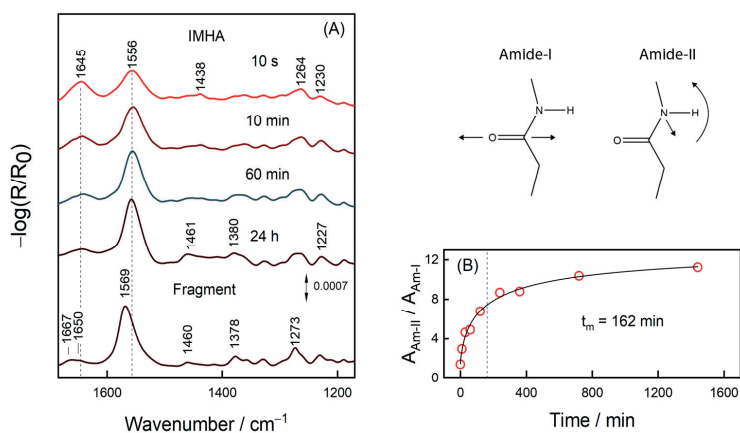 (A)
IMHA
1645
1556
10 s
1438
1264
1230
10 min
60 min
24 h
1461
1380
1227
1569
Fragment
0.0007
1667
1650
1460
1378
1273
−log(R/R0)
1600
1400
1200
Wavenumber / cm−1
Amide-I
Amide-II
N
H
O
N
H
O
(B)
12
8
4
0
AAm-II / AAm-I
tm = 162 min
0
400
800
1200
1600
Time / min